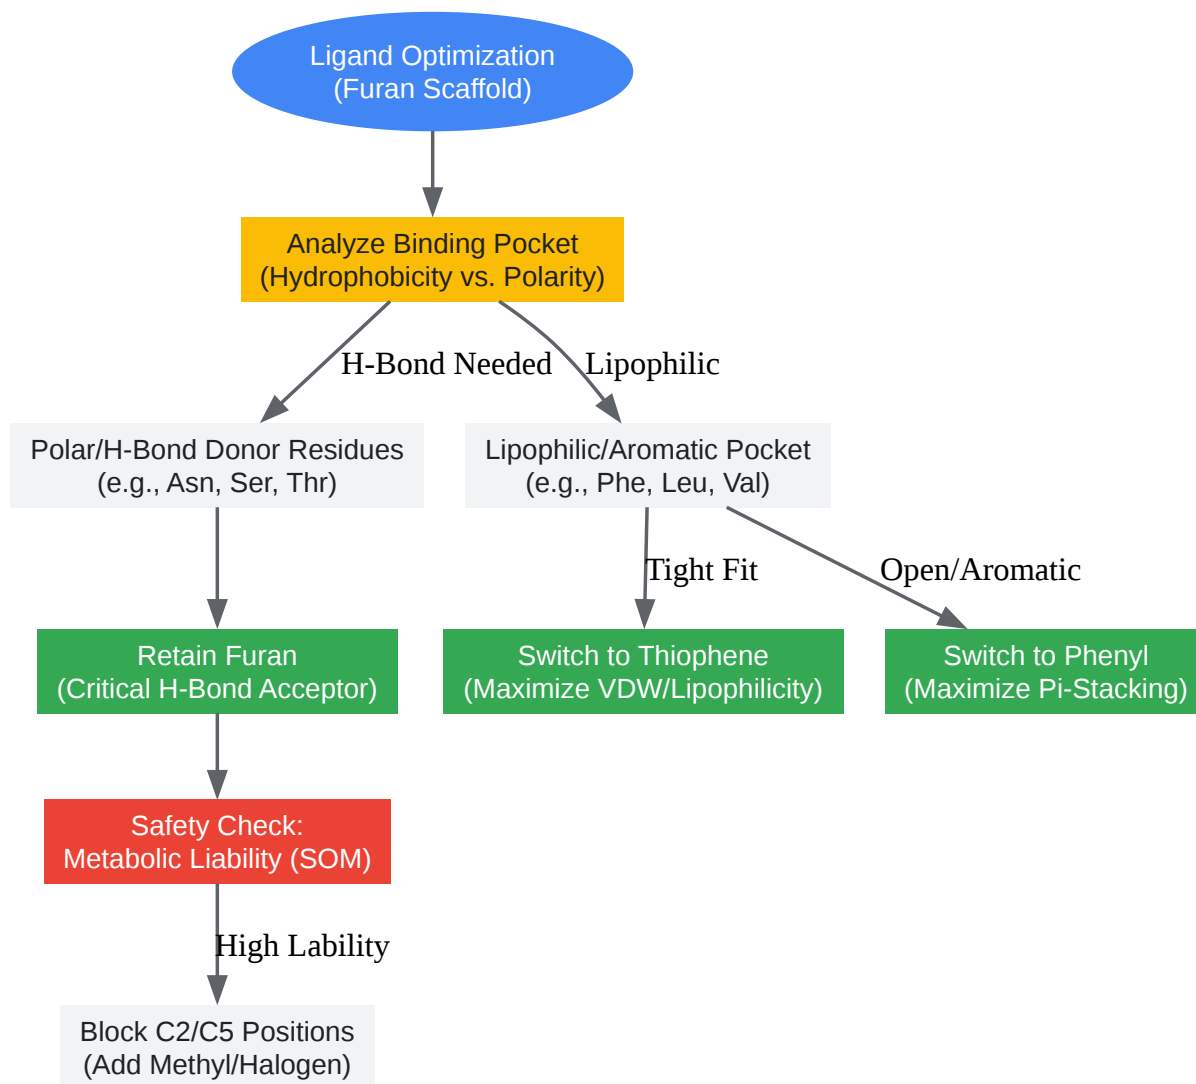 Ligand Optimization
(Furan Scaffold)
Analyze Binding Pocket
(Hydrophobicity vs. Polarity)
H-Bond Needed
Lipophilic
Polar/H-Bond Donor Residues
(e.g., Asn, Ser, Thr)
Lipophilic/Aromatic Pocket
(e.g., Phe, Leu, Val)
Tight Fit
Open/Aromatic
Retain Furan
(Critical H-Bond Acceptor)
Switch to Thiophene
(Maximize VDW/Lipophilicity)
Switch to Phenyl
(Maximize Pi-Stacking)
Safety Check:
Metabolic Liability (SOM)
High Lability
Block C2/C5 Positions
(Add Methyl/Halogen)